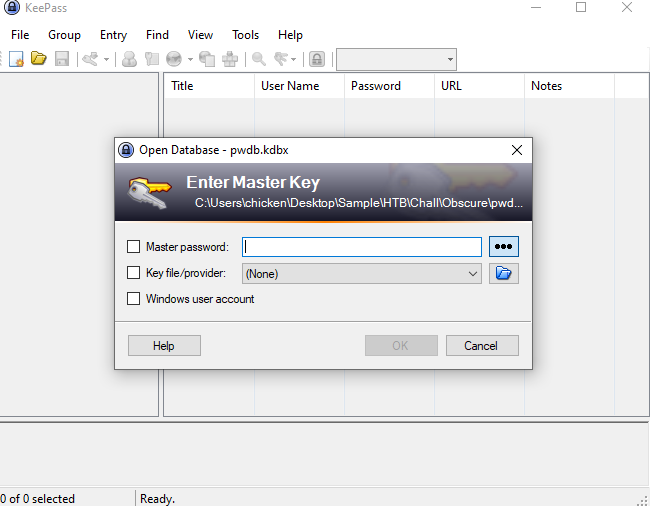 KeePass
File Group Entry Find View Tools Help
Title User Name Password URL Notes
Open Database - pwdb.kdbx
Enter Master Key
C:\Users\chicken\Desktop\Sample\HTB\Chall\Obscure\pwd...
Master password:
Key file/provider: (None)
Windows user account
Help OK Cancel
0 of 0 selected Ready.